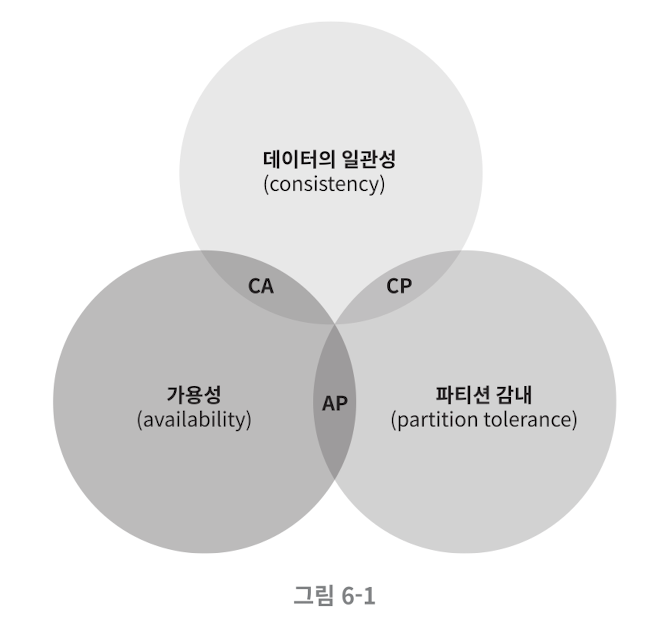 데이터의 일관성
(consistency)
CA
CP
가용성
(availability)
AP
파티션 감내
(partition tolerance)
그림 6-1